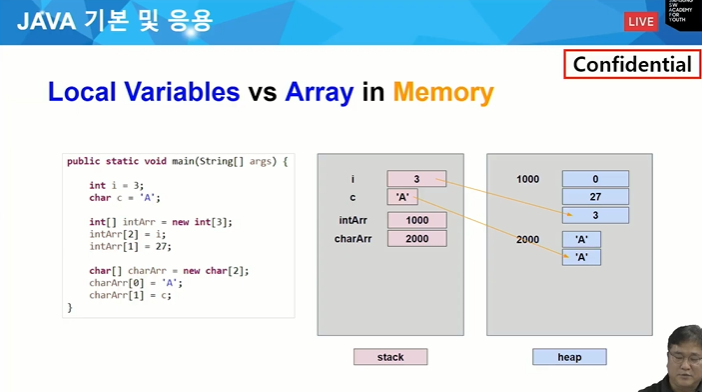 JAVA 기본 및 응용
LIVE
SW ACADEMY
FOR
YOUTH
Confidential
Local Variables vs Array in Memory
public static void main(String[] args) {
int i = 3;
char c = 'A';
int[] intArr = new int[3];
intArr[2] = i;
intArr[1] = 27;
char[] charArr = new char[2];
charArr[0] = 'A';
charArr[1] = c;
}
i 3
c 'A'
intArr 1000
charArr 2000
stack
1000 0
27
3
2000 'A'
'A'
heap